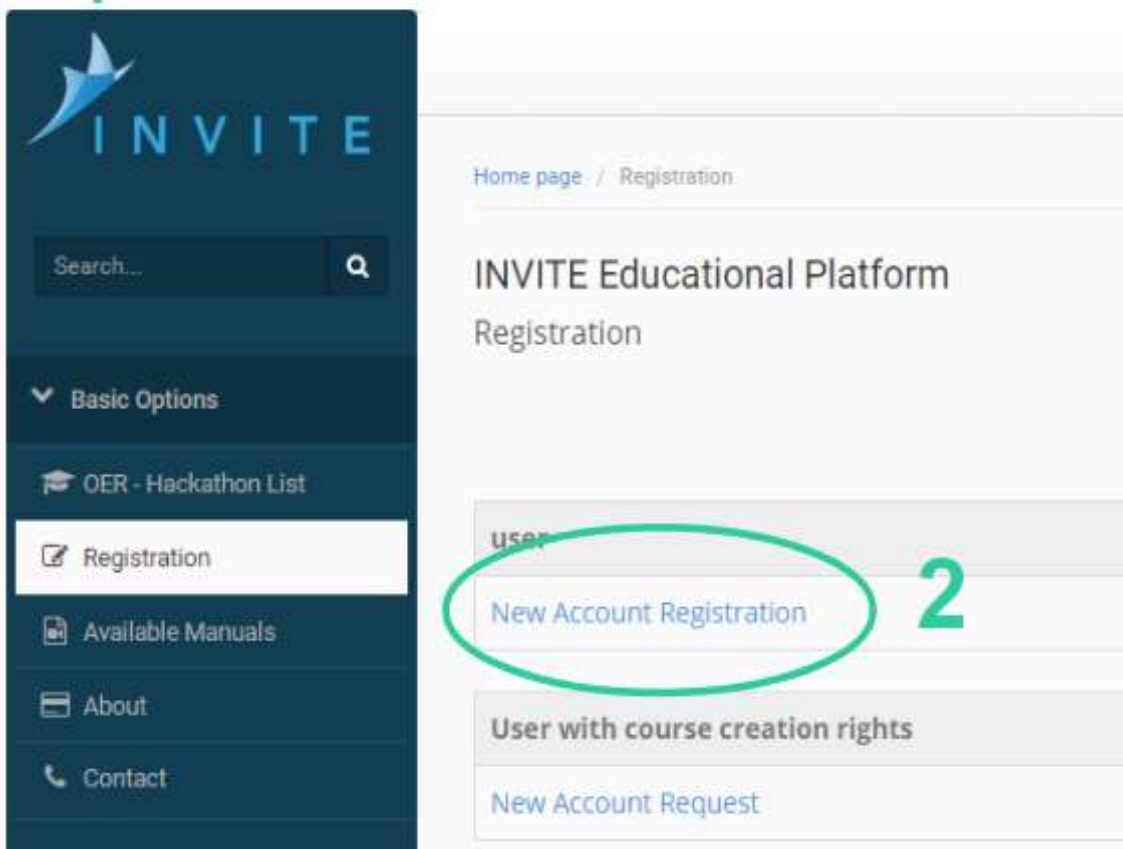 INVITE
Search...
Basic Options
OER - Hackathon List
Registration
Available Manuals
About
Contact
Home page / Registration
INVITE Educational Platform
Registration
user
New Account Registration
2
User with course creation rights
New Account Request